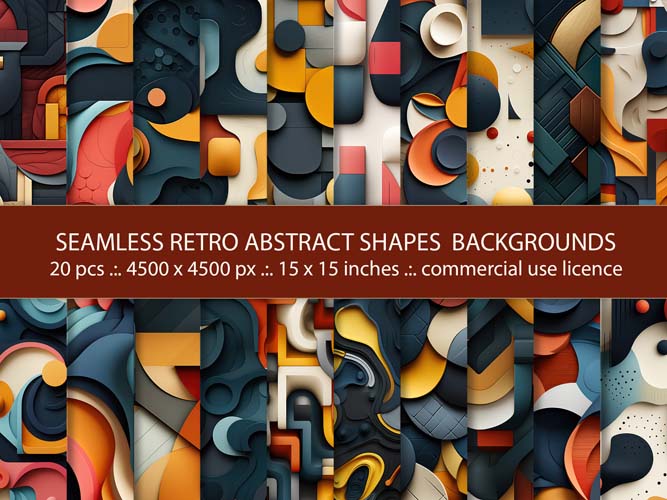 SEAMLESS RETRO ABSTRACT SHAPES BACKGROUNDS
20 pcs .:. 4500 x 4500 px .:. 15 x 15 inches .:. commercial use licence